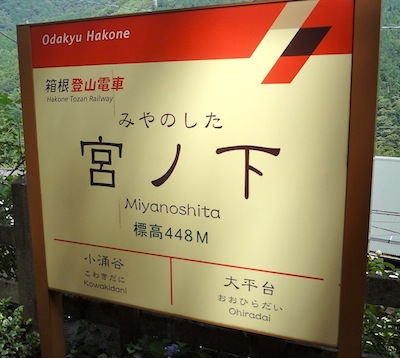 Odakyu Hakone
箱根登山電車
Hakone Tozan Railway
みやのした
宮ノ下
Miyanoshita
標高448M
小涌谷
こわきだに
Kowakidani
大平台
おおひらだい
Ohiradai